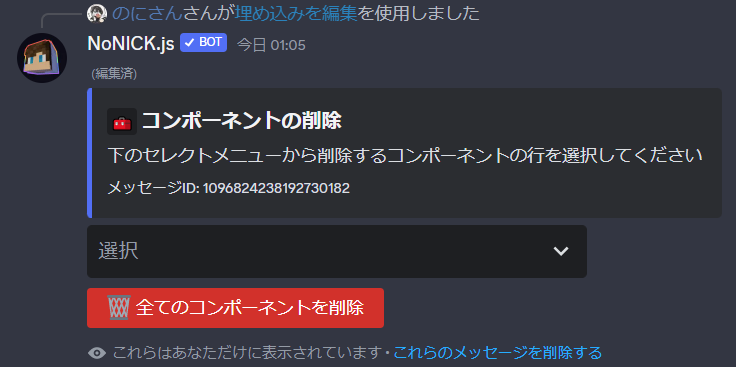 のにさんさんが埋め込みを編集を使用しました
NoNICK.js ✓ BOT 今日 01:05
(編集済)
コンポーネントの削除
下のセレクトメニューから削除するコンポーネントの行を選択してください
メッセージID: 1096824238192730182
選択
全てのコンポーネントを削除
これらはあなただけに表示されています • これらのメッセージを削除する